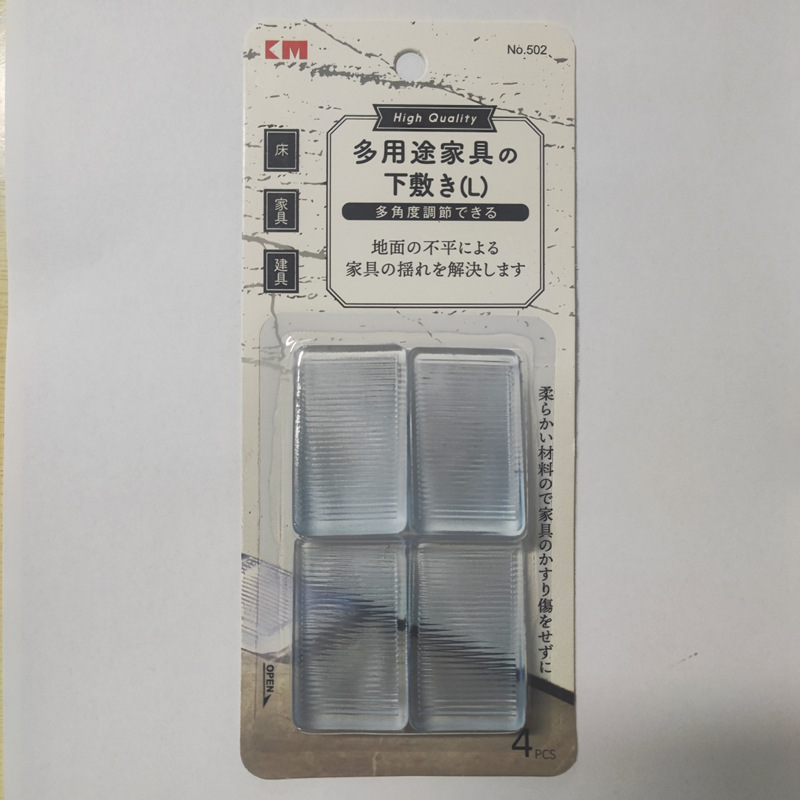 KM
No.502
High Quality
多用途家具の
下敷き(L)
多角度調節できる
地面の不平による
家具の揺れを解決します
床
家具
建具
柔らかい材料ので家具のかすり傷をせずに
OPEN
4PCS